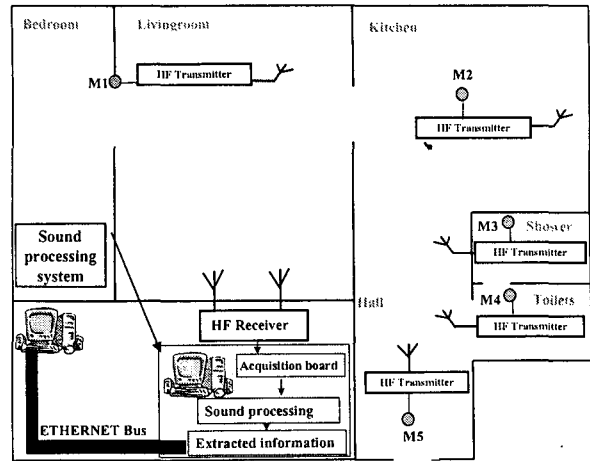 Bedroom
Livingroom
Kitchen
M1
HF Transmitter
M2
HF Transmitter
M3
Shower
HF Transmitter
M4
Toilets
HF Transmitter
Sound
processing
system
Hall
HF Receiver
Acquisition board
Sound processing
Extracted information
ETHERNET Bus
HF Transmitter
M5